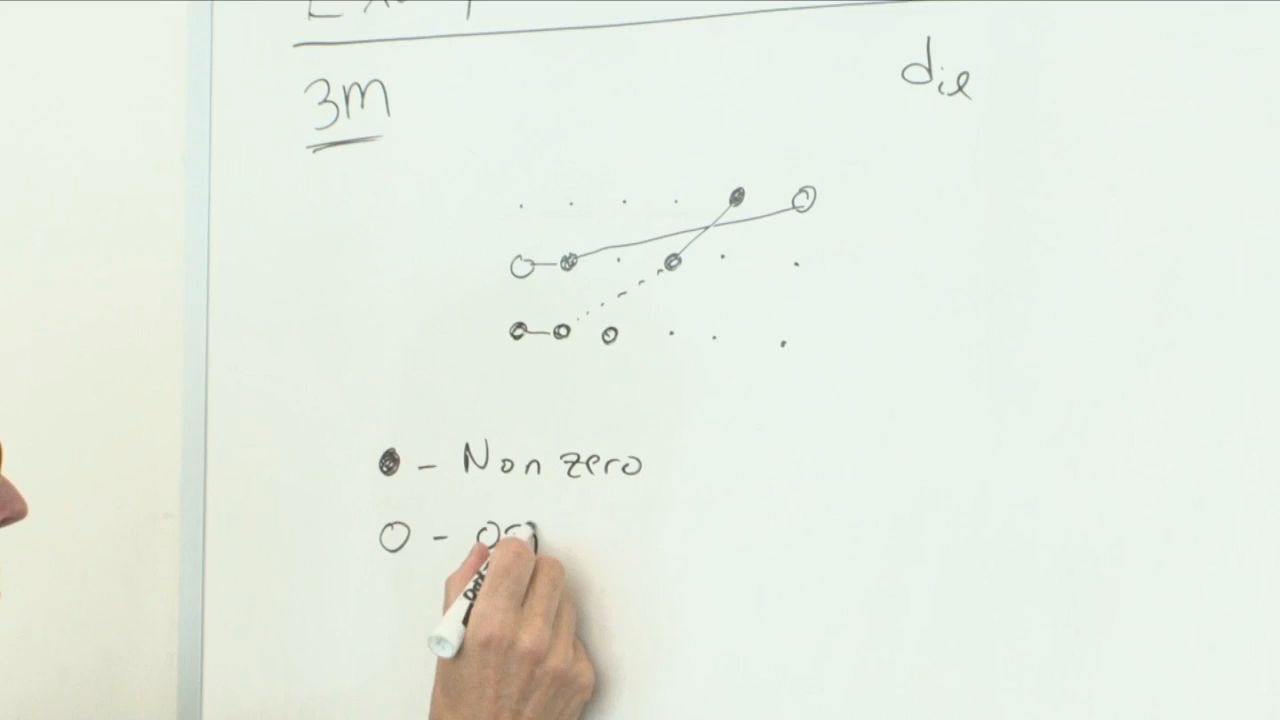 3m
die
● - Non zero
○ -